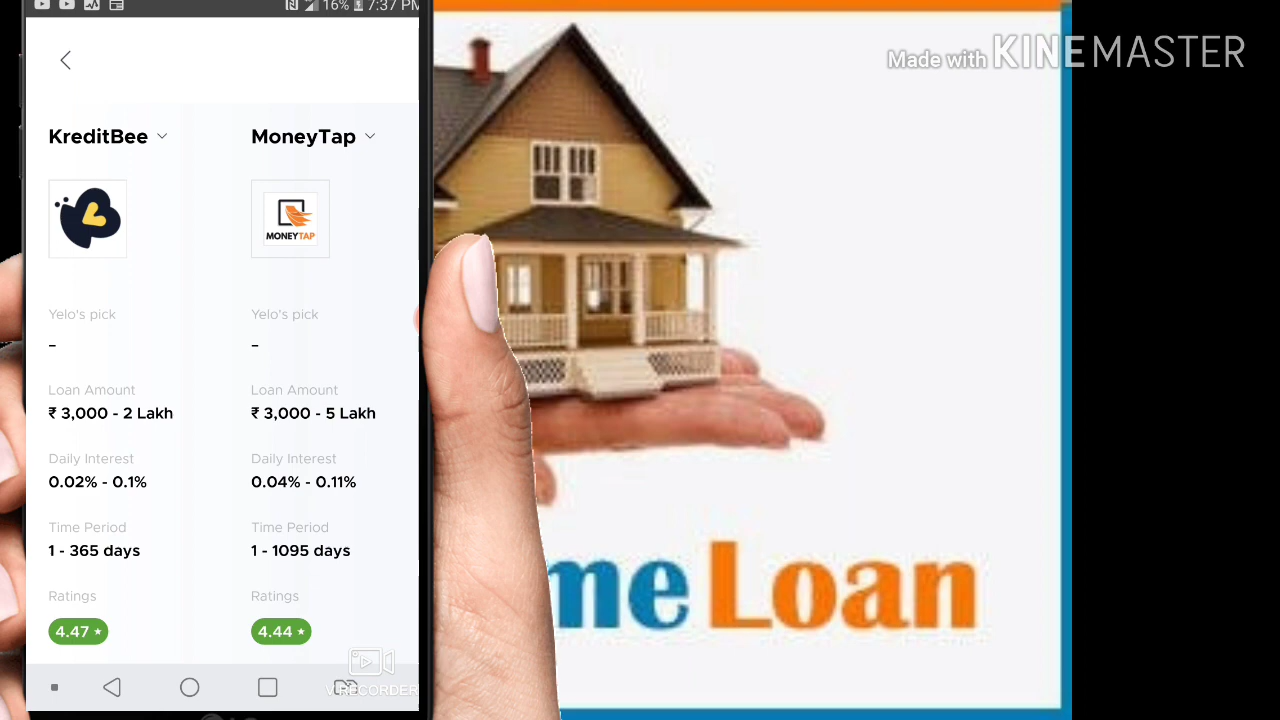 16% 7:37 PM
Made with KINEMASTER
KreditBee
MoneyTap
MONEYTAP
Yelo's pick
Yelo's pick
-
-
Loan Amount
Loan Amount
₹ 3,000 - 2 Lakh
₹ 3,000 - 5 Lakh
Daily Interest
Daily Interest
0.02% - 0.1%
0.04% - 0.11%
Time Period
Time Period
1 - 365 days
1 - 1095 days
Ratings
Ratings
4.47 ★
4.44 ★
me Loan
V RECORDER